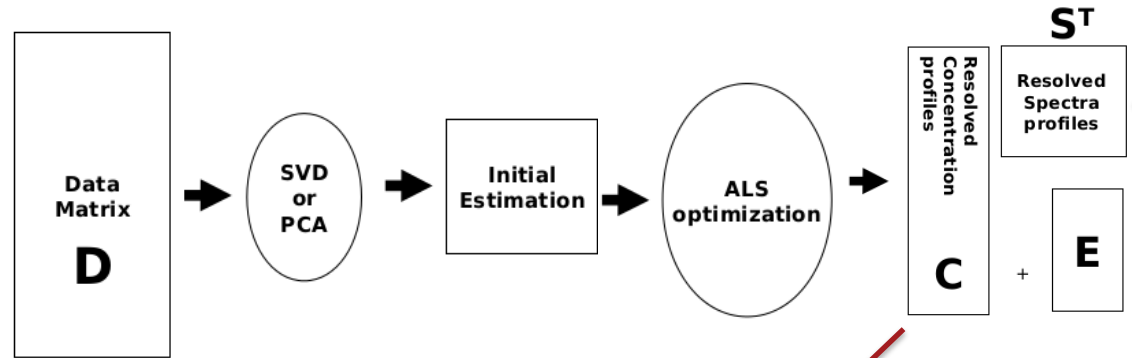 Data
Matrix
D
SVD
or
PCA
Initial
Estimation
ALS
optimization
Resolved
Concentration
profiles
C
Sᵀ
Resolved
Spectra
profiles
+
E